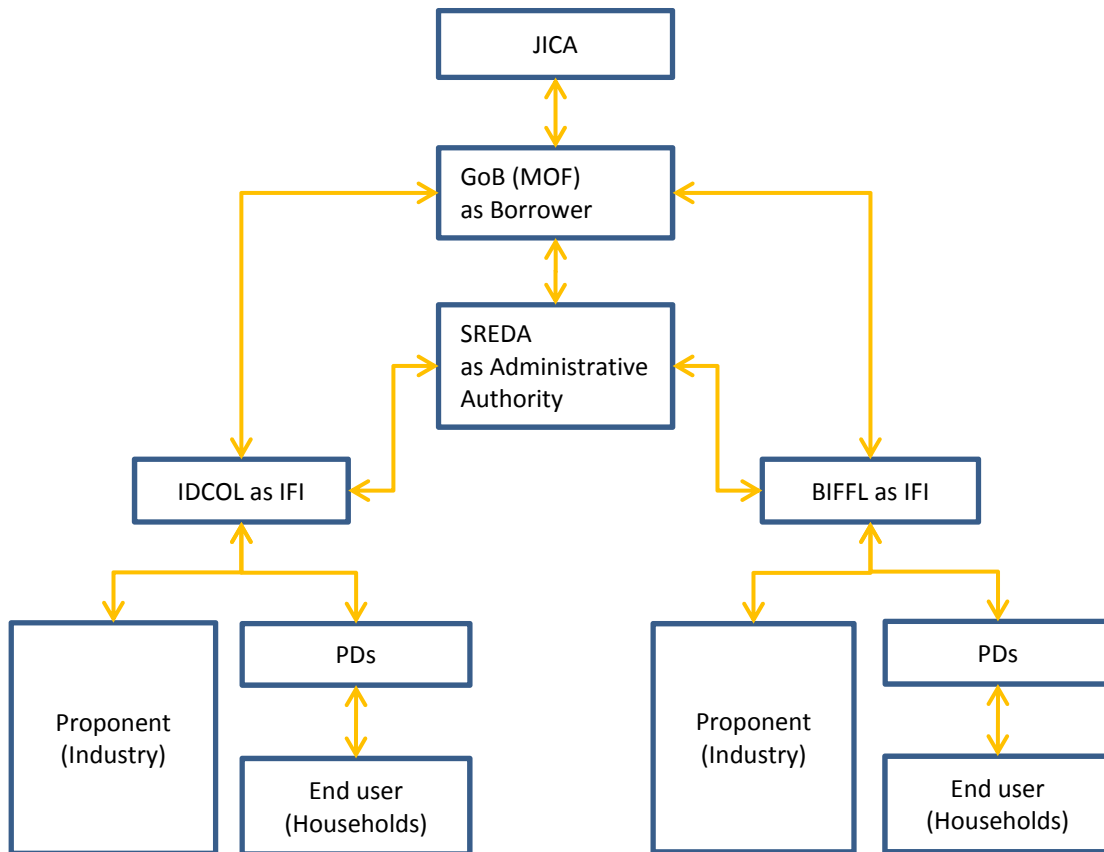 JICA
GoB (MOF)
as Borrower
SREDA
as Administrative
Authority
IDCOL as IFI
BIFFL as IFI
Proponent
(Industry)
PDs
End user
(Households)
Proponent
(Industry)
PDs
End user
(Households)